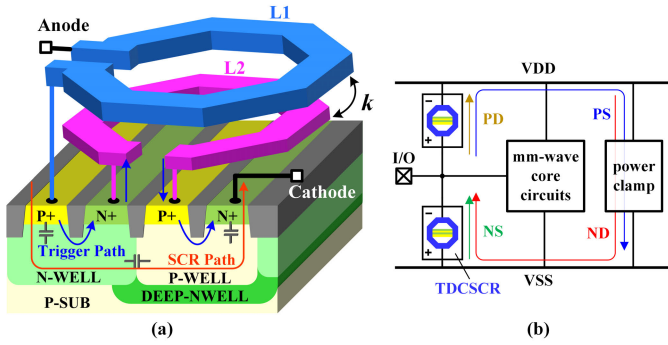 Anode
L1
L2
k
Cathode
P+
N+
P+
N+
Trigger Path
SCR Path
N-WELL
P-WELL
DEEP-NWELL
P-SUB
(a)
VDD
-
PD
PS
+
I/O
mm-wave
core
circuits
power
clamp
-
NS
ND
+
TDCSCR
VSS
(b)